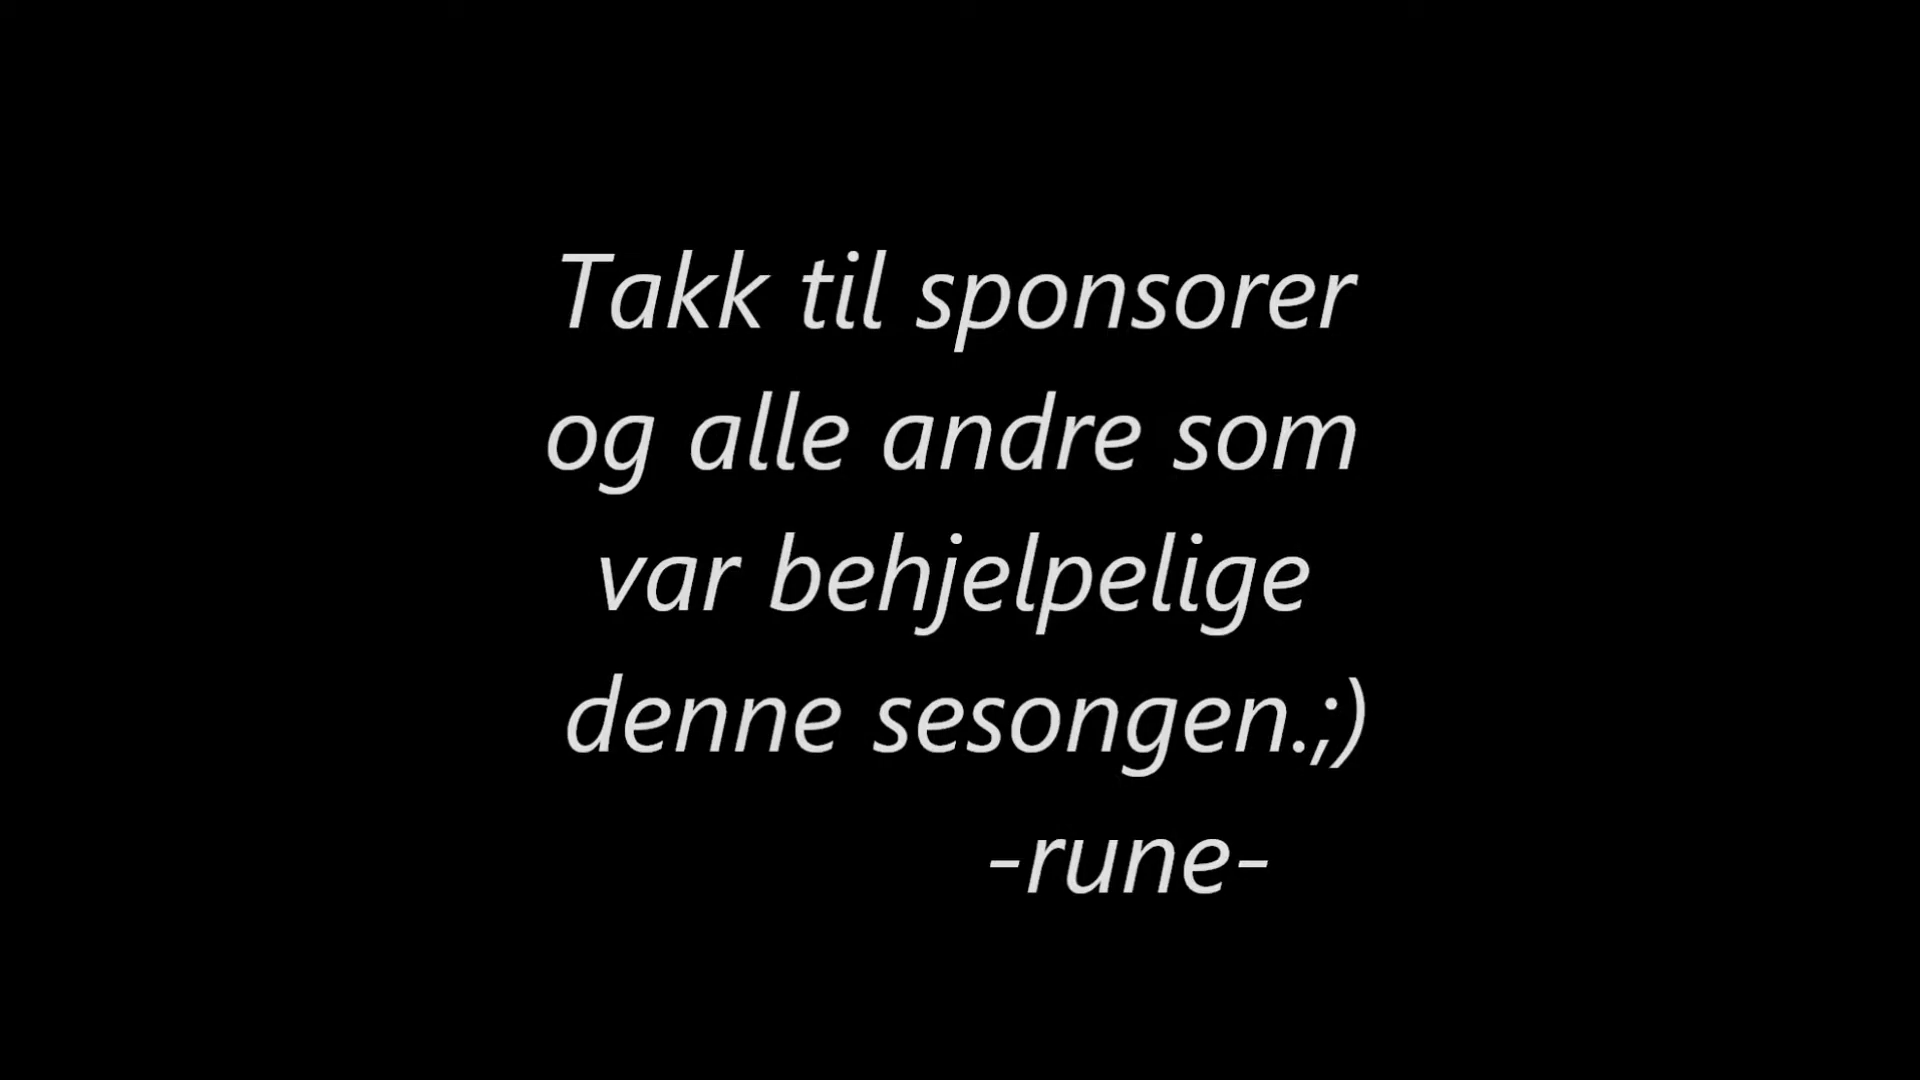 Takk til sponsorer
og alle andre som
var behjelpelige
denne sesongen.;)
-rune-